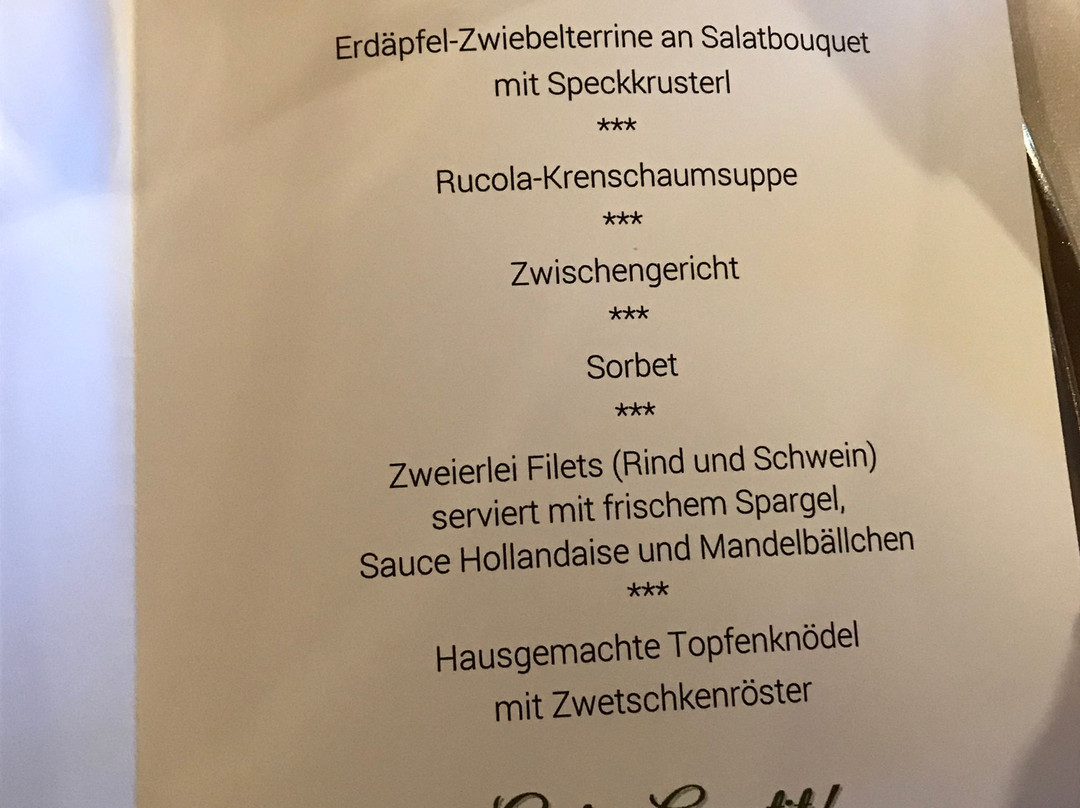 Erdäpfel-Zwiebelterrine an Salatbouquet
mit Speckkrusterl
***
Rucola-Krenschaumsuppe
***
Zwischengericht
***
Sorbet
***
Zweierlei Filets (Rind und Schwein)
serviert mit frischem Spargel,
Sauce Hollandaise und Mandelbällchen
***
Hausgemachte Topfenknödel
mit Zwetschkenröster